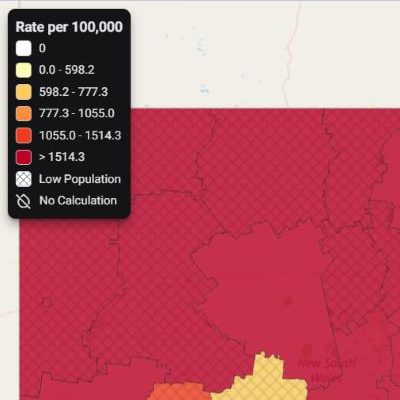 Rate per 100,000
0
0.0 - 598.2
598.2 - 777.3
777.3 - 1055.0
1055.0 - 1514.3
> 1514.3
Low Population
No Calculation
New South
Wales